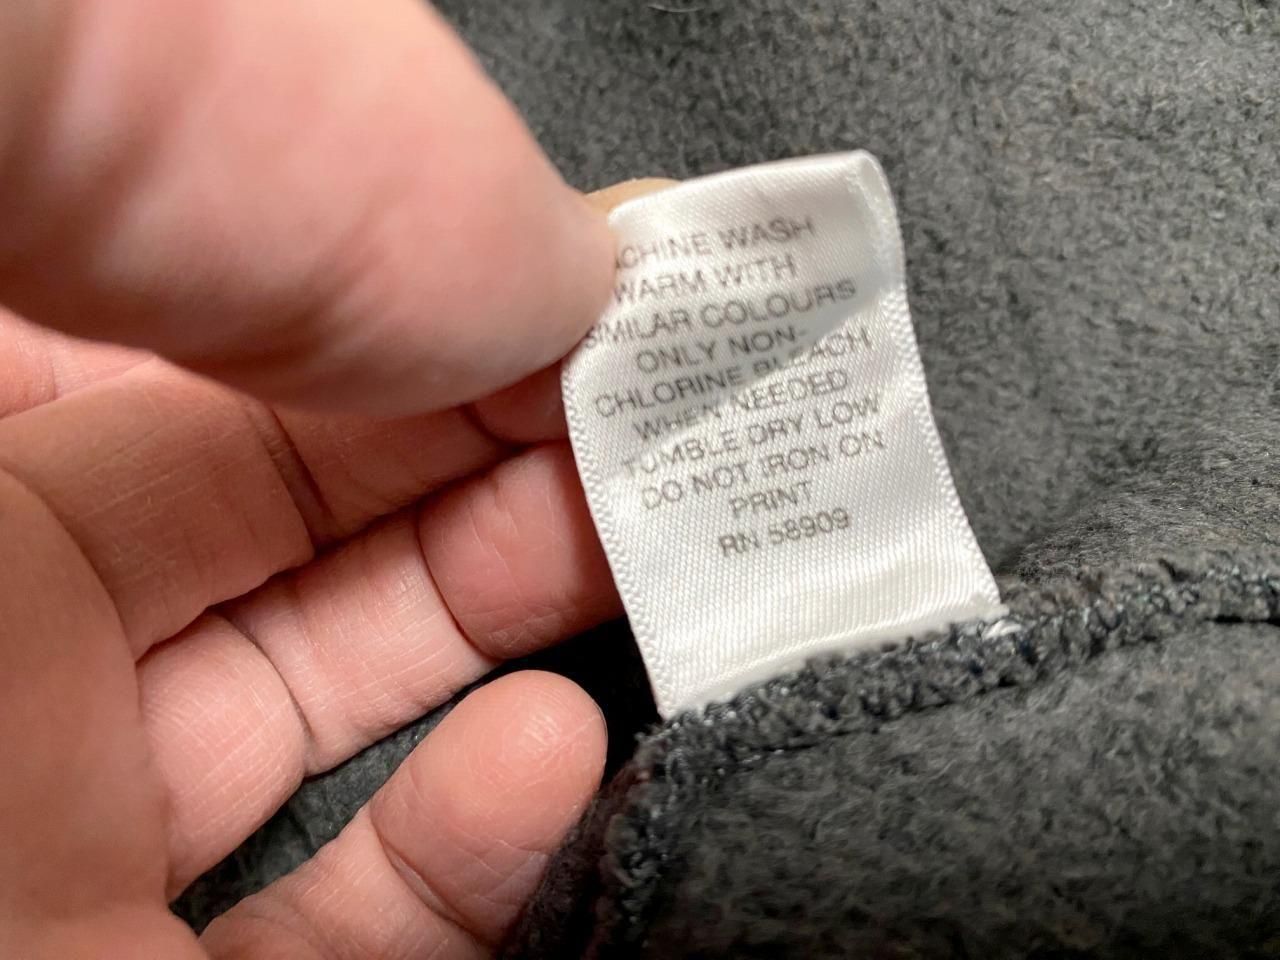 ACHINE WASH
WARM WITH
SIMILAR COLOURS
ONLY NON-
CHLORINE BLEACH
WHEN NEEDED
TUMBLE DRY LOW
DO NOT IRON ON
PRINT
RN 58909